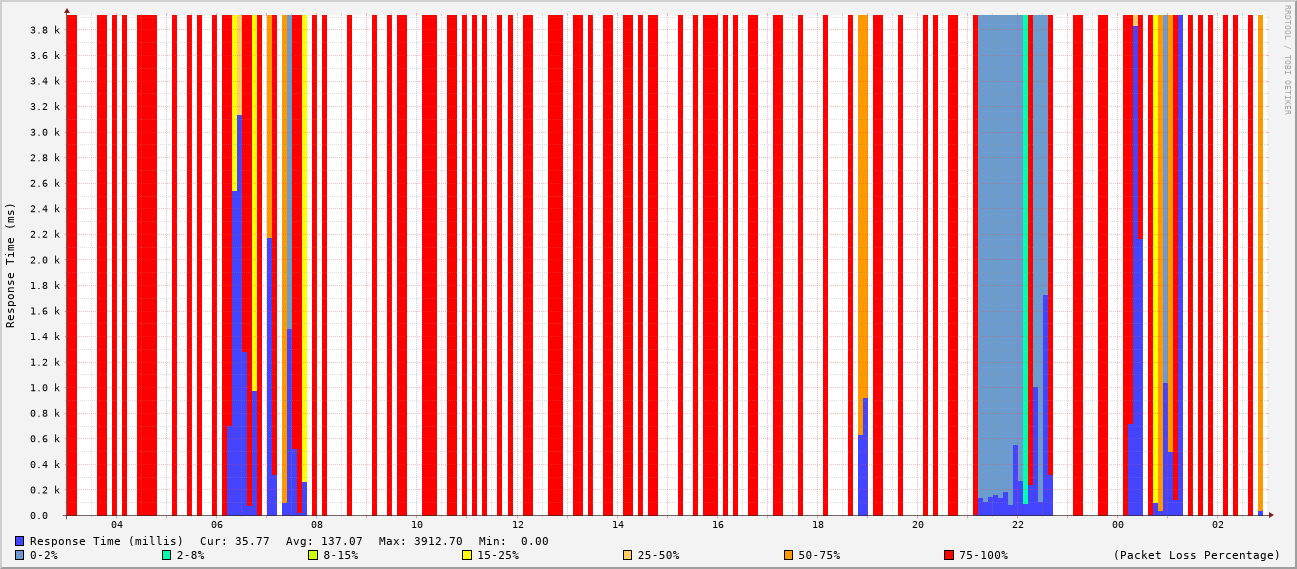 RRDTOOL / TOBI OETIKER
Response Time (ms)
3.8 k
3.6 k
3.4 k
3.2 k
3.0 k
2.8 k
2.6 k
2.4 k
2.2 k
2.0 k
1.8 k
1.6 k
1.4 k
1.2 k
1.0 k
0.8 k
0.6 k
0.4 k
0.2 k
0.0
04 06 08 10 12 14 16 18 20 22 00 02
Response Time (millis) Cur: 35.77 Avg: 137.07 Max: 3912.70 Min: 0.00
0-2% 2-8% 8-15% 15-25% 25-50% 50-75% 75-100% (Packet Loss Percentage)